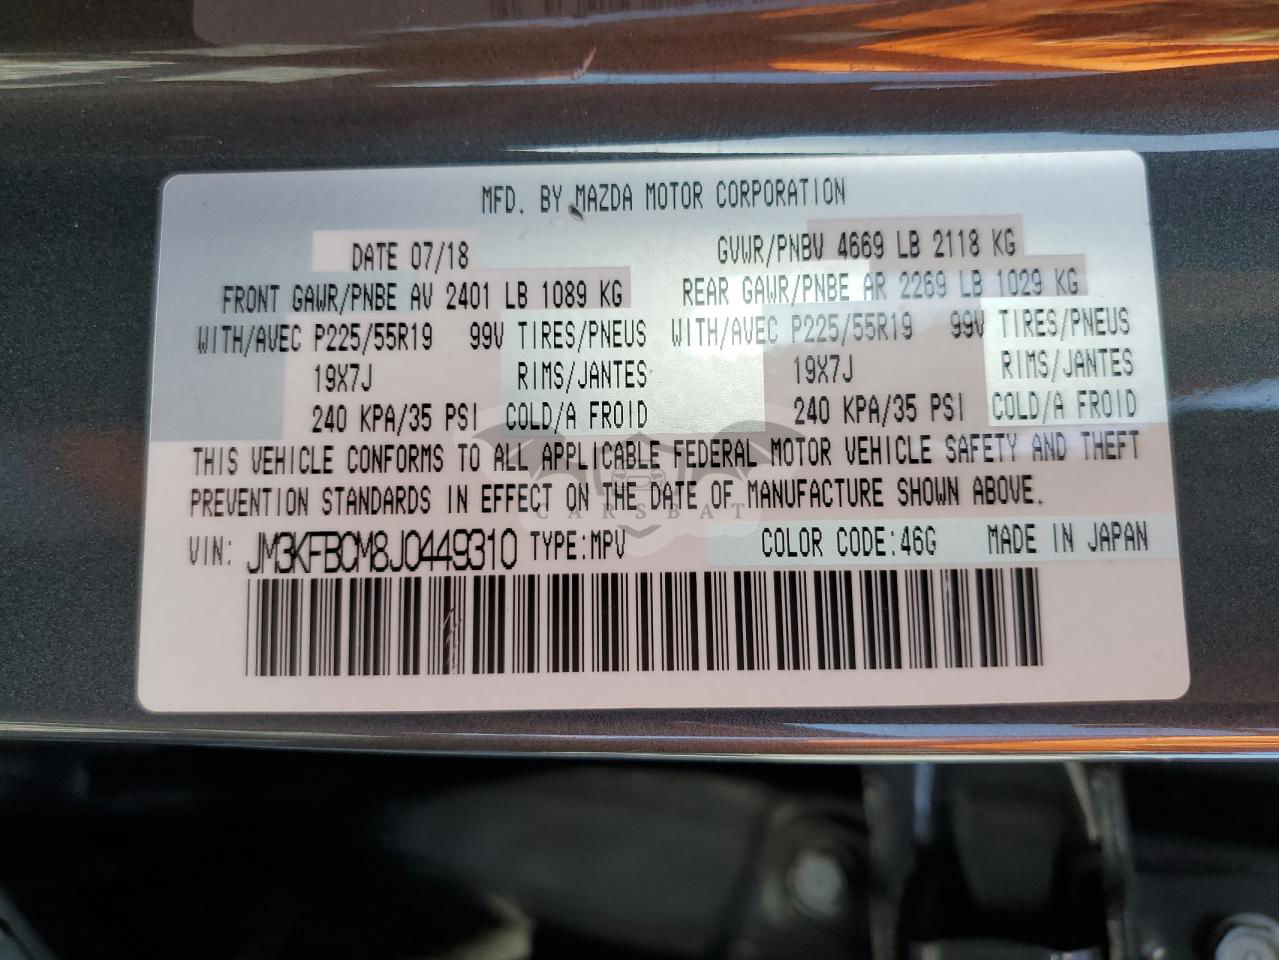 MFD. BY MAZDA MOTOR CORPORATION
DATE 07/18 GVWR/PNBV 4669 LB 2118 KG
FRONT GAWR/PNBE AV 2401 LB 1089 KG REAR GAWR/PNBE AR 2269 LB 1029 KG
WITH/AVEC P225/55R19 99V TIRES/PNEUS WITH/AVEC P225/55R19 99V TIRES/PNEUS
19X7J RIMS/JANTES 19X7J RIMS/JANTES
240 KPA/35 PSI COLD/A FROID 240 KPA/35 PSI COLD/A FROID
THIS VEHICLE CONFORMS TO ALL APPLICABLE FEDERAL MOTOR VEHICLE SAFETY AND THEFT
PREVENTION STANDARDS IN EFFECT ON THE DATE OF MANUFACTURE SHOWN ABOVE.
CARSBAT
VIN: JM3KFBCM8J0449310 TYPE:MPV COLOR CODE:46G MADE IN JAPAN